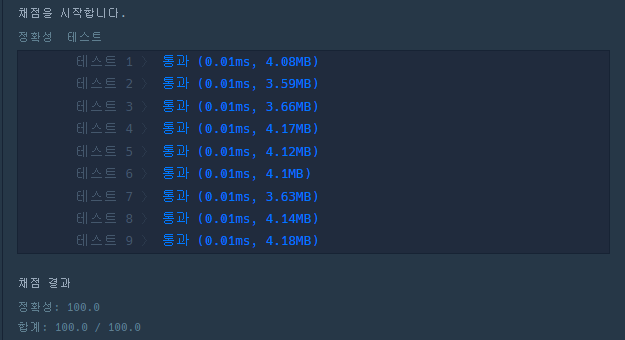 채점을 시작합니다.
정확성 테스트
테스트 1 〉 통과 (0.01ms, 4.08MB)
테스트 2 〉 통과 (0.01ms, 3.59MB)
테스트 3 〉 통과 (0.01ms, 3.66MB)
테스트 4 〉 통과 (0.01ms, 4.17MB)
테스트 5 〉 통과 (0.01ms, 4.12MB)
테스트 6 〉 통과 (0.01ms, 4.1MB)
테스트 7 〉 통과 (0.01ms, 3.63MB)
테스트 8 〉 통과 (0.01ms, 4.14MB)
테스트 9 〉 통과 (0.01ms, 4.18MB)
채점 결과
정확성: 100.0
합계: 100.0 / 100.0